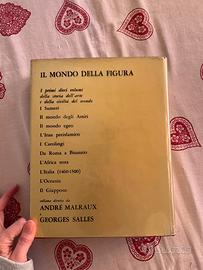 IL MONDO DELLA FIGURA
I primi dieci volumi
della storia dell'arte
e della civiltà del mondo
I Sumeri
Il mondo degli Assiri
Il mondo egeo
L'Iran preislamico
I Carolingi
Da Roma a Bisanzio
L'Africa nera
L'Italia (1460-1500)
L'Oceania
Il Giappone
collana diretta da
ANDRÉ MALRAUX
e
GEORGES SALLES